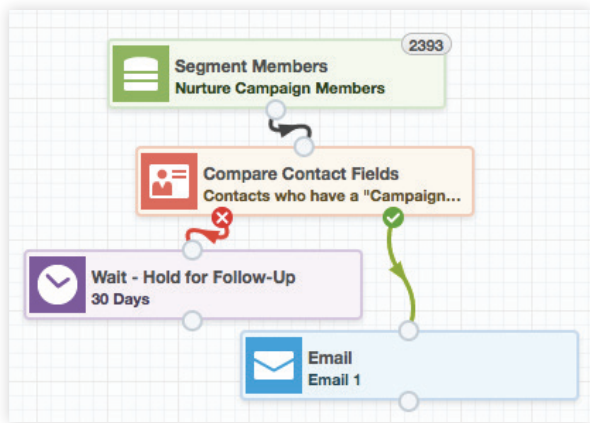 2393
Segment Members
Nurture Campaign Members
Compare Contact Fields
Contacts who have a "Campaign...
Wait - Hold for Follow-Up
30 Days
Email
Email 1